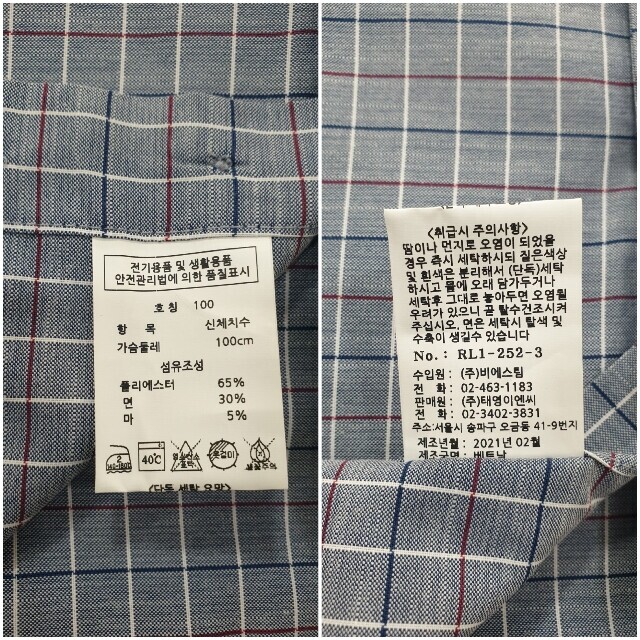 전기용품 및 생활용품
안전관리법에 의한 품질표시
호 칭 100
항 목 신체치수
가슴둘레 100cm
섬유조성
폴리에스터 65%
면 30%
마 5%
40℃
(단독 세탁 요망)
<취급시 주의사항>
땀이나 먼지로 오염이 되었을
경우 즉시 세탁하시되 짙은색상
및 흰색은 분리해서 (단독)세탁
하시고 물에 오래 담가두거나
세탁후 그대로 놓아두면 오염될
우려가 있으니 곧 탈수건조시켜
주십시오, 면은 세탁시 탈색 및
수축이 생길수 있습니다
No.: RL1-252-3
수입원 : (주)비에스팀
전 화 : 02-463-1183
판매원 : (주)태영이엔씨
전 화 : 02-3402-3831
주소:서울시 송파구 오금동 41-9번지
제조년월 : 2021년 02월
제조국명 : 베트남